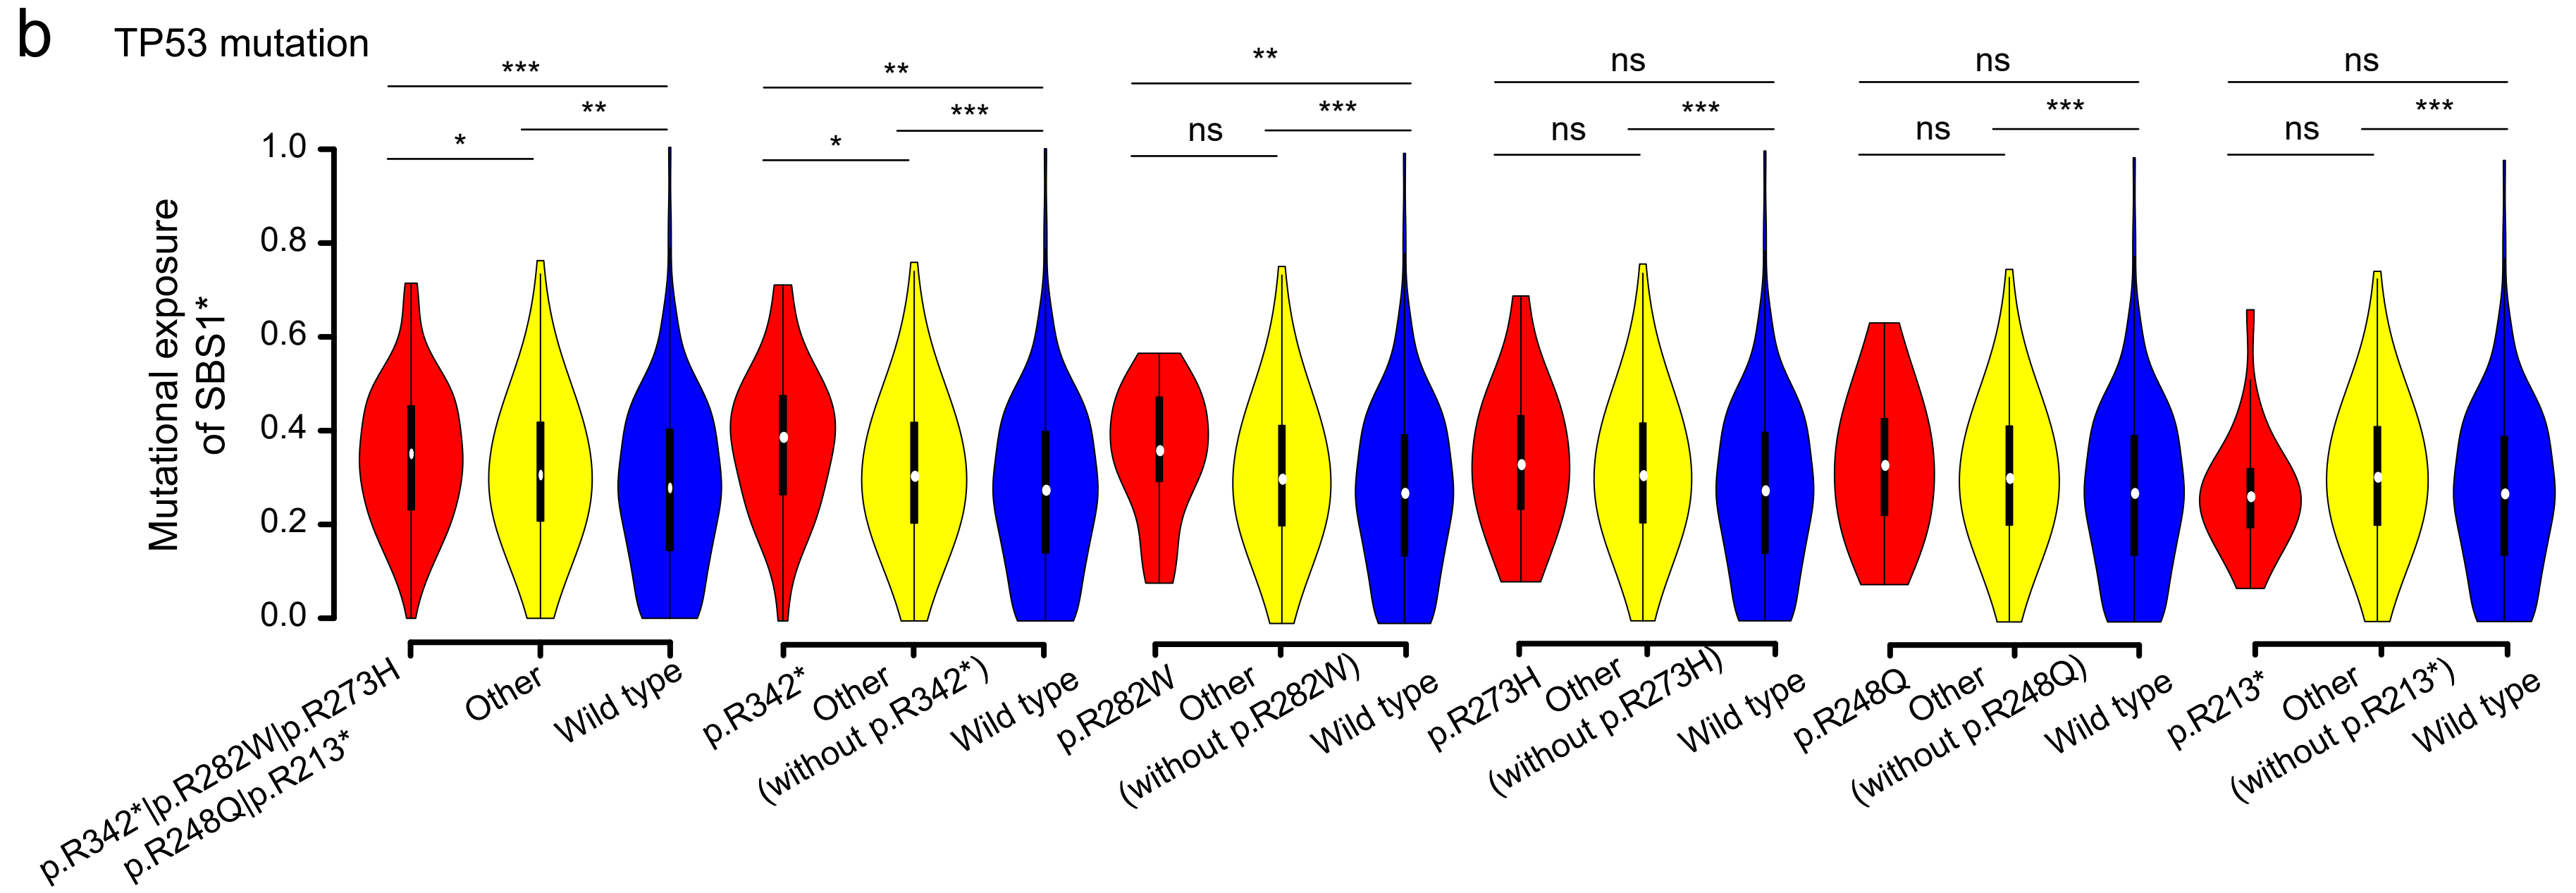 b
TP53 mutation
***
**
*
**
***
*
**
***
ns
ns
***
ns
ns
***
ns
ns
***
ns
Mutational exposure
of SBS1*
1.0
0.8
0.6
0.4
0.2
0.0
p.R342*|p.R282W|p.R273H
p.R248Q|p.R213*
Other
Wild type
p.R342*
Other
(without p.R342*)
Wild type
p.R282W
Other
(without p.R282W)
Wild type
p.R273H
Other
(without p.R273H)
Wild type
p.R248Q
Other
(without p.R248Q)
Wild type
p.R213*
Other
(without p.R213*)
Wild type